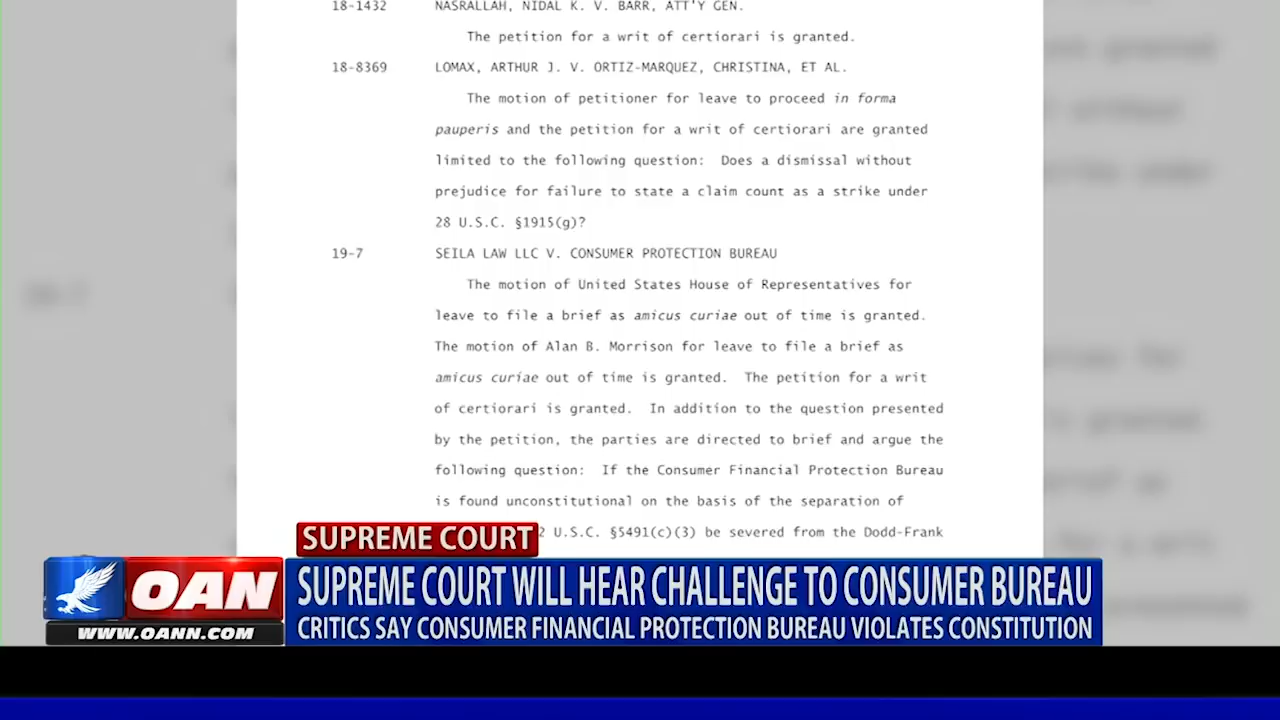 18-1432 NASRALLAH, NIDAL K. V. BARR, ATT'Y GEN.
The petition for a writ of certiorari is granted.
18-8369 LOMAX, ARTHUR J. V. ORTIZ-MARQUEZ, CHRISTINA, ET AL.
The motion of petitioner for leave to proceed in forma
pauperis and the petition for a writ of certiorari are granted
limited to the following question: Does a dismissal without
prejudice for failure to state a claim count as a strike under
28 U.S.C. §1915(g)?
19-7 SEILA LAW LLC V. CONSUMER PROTECTION BUREAU
The motion of United States House of Representatives for
leave to file a brief as amicus curiae out of time is granted.
The motion of Alan B. Morrison for leave to file a brief as
amicus curiae out of time is granted. The petition for a writ
of certiorari is granted. In addition to the question presented
by the petition, the parties are directed to brief and argue the
following question: If the Consumer Financial Protection Bureau
is found unconstitutional on the basis of the separation of
2 U.S.C. §5491(c)(3) be severed from the Dodd-Frank
SUPREME COURT
OAN
WWW.OANN.COM
SUPREME COURT WILL HEAR CHALLENGE TO CONSUMER BUREAU
CRITICS SAY CONSUMER FINANCIAL PROTECTION BUREAU VIOLATES CONSTITUTION